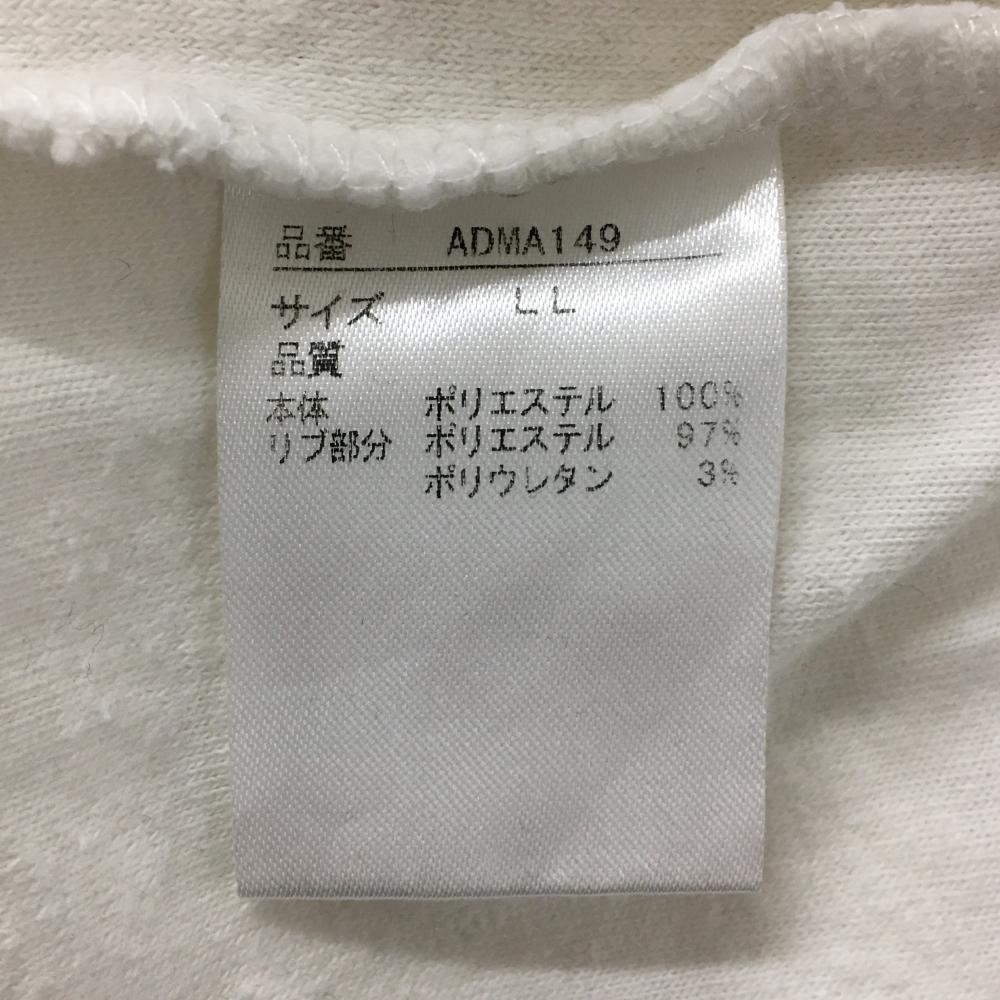 品番 ADMA149
サイズ LL
品質
本体 ポリエステル 100%
リブ部分 ポリエステル 97%
ポリウレタン 3%